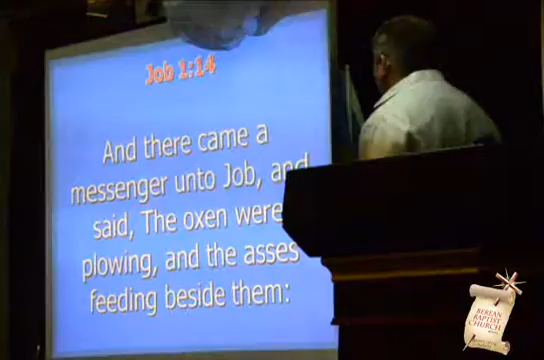 Job 1:14
And there came a
messenger unto Job, and
said, The oxen were
plowing, and the asses
feeding beside them:
BEREAN
BAPTIST
CHURCH